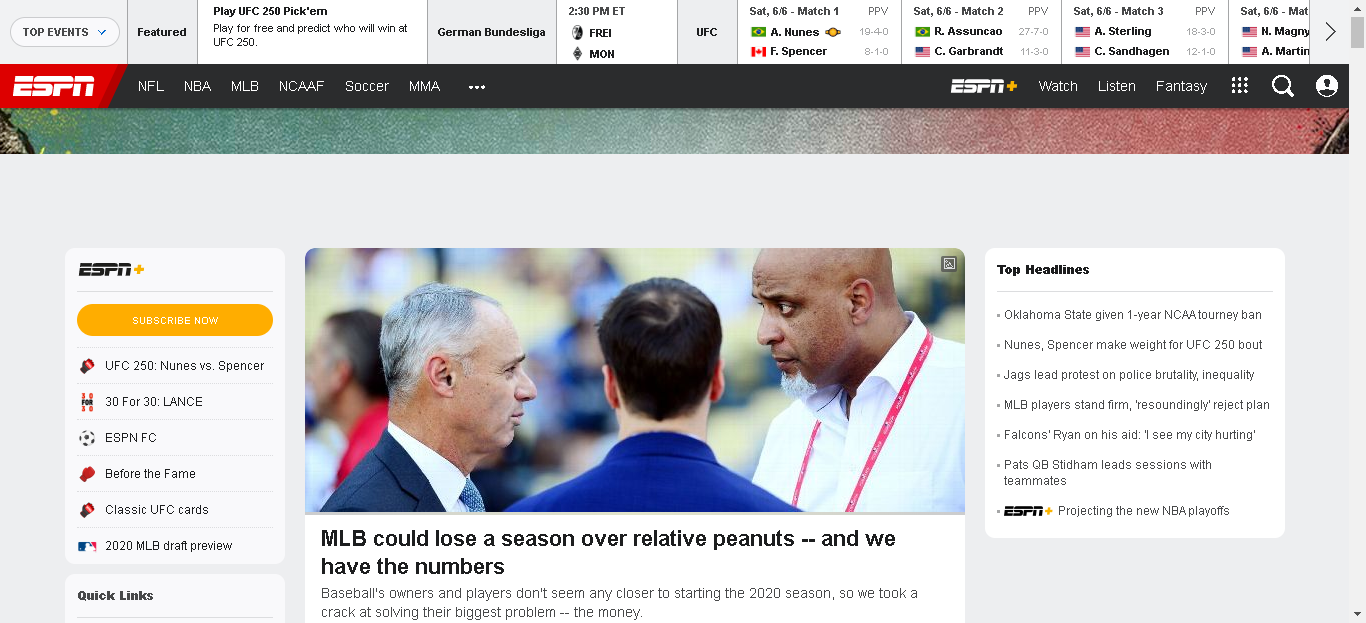 TOP EVENTS
Featured
Play UFC 250 Pick'em
Play for free and predict who will win at
UFC 250.
German Bundesliga
2:30 PM ET
FREI
MON
UFC
Sat, 6/6 - Match 1 PPV
A. Nunes 19-4-0
F. Spencer 8-1-0
Sat, 6/6 - Match 2 PPV
R. Assuncao 27-7-0
C. Garbrandt 11-3-0
Sat, 6/6 - Match 3 PPV
A. Sterling 18-3-0
C. Sandhagen 12-1-0
Sat, 6/6 - Mat
N. Magny
A. Martin
ESPN
NFL NBA MLB NCAAF Soccer MMA ...
ESPN+ Watch Listen Fantasy
ESPN+
SUBSCRIBE NOW
UFC 250: Nunes vs. Spencer
30 FOR 30
30 For 30: LANCE
ESPN FC
Before the Fame
Classic UFC cards
2020 MLB draft preview
Quick Links
MLB could lose a season over relative peanuts -- and we
have the numbers
Baseball's owners and players don't seem any closer to starting the 2020 season, so we took a
crack at solving their biggest problem -- the money.
Top Headlines
Oklahoma State given 1-year NCAA tourney ban
Nunes, Spencer make weight for UFC 250 bout
Jags lead protest on police brutality, inequality
MLB players stand firm, 'resoundingly' reject plan
Falcons' Ryan on his aid: 'I see my city hurting'
Pats QB Stidham leads sessions with
teammates
ESPN+ Projecting the new NBA playoffs